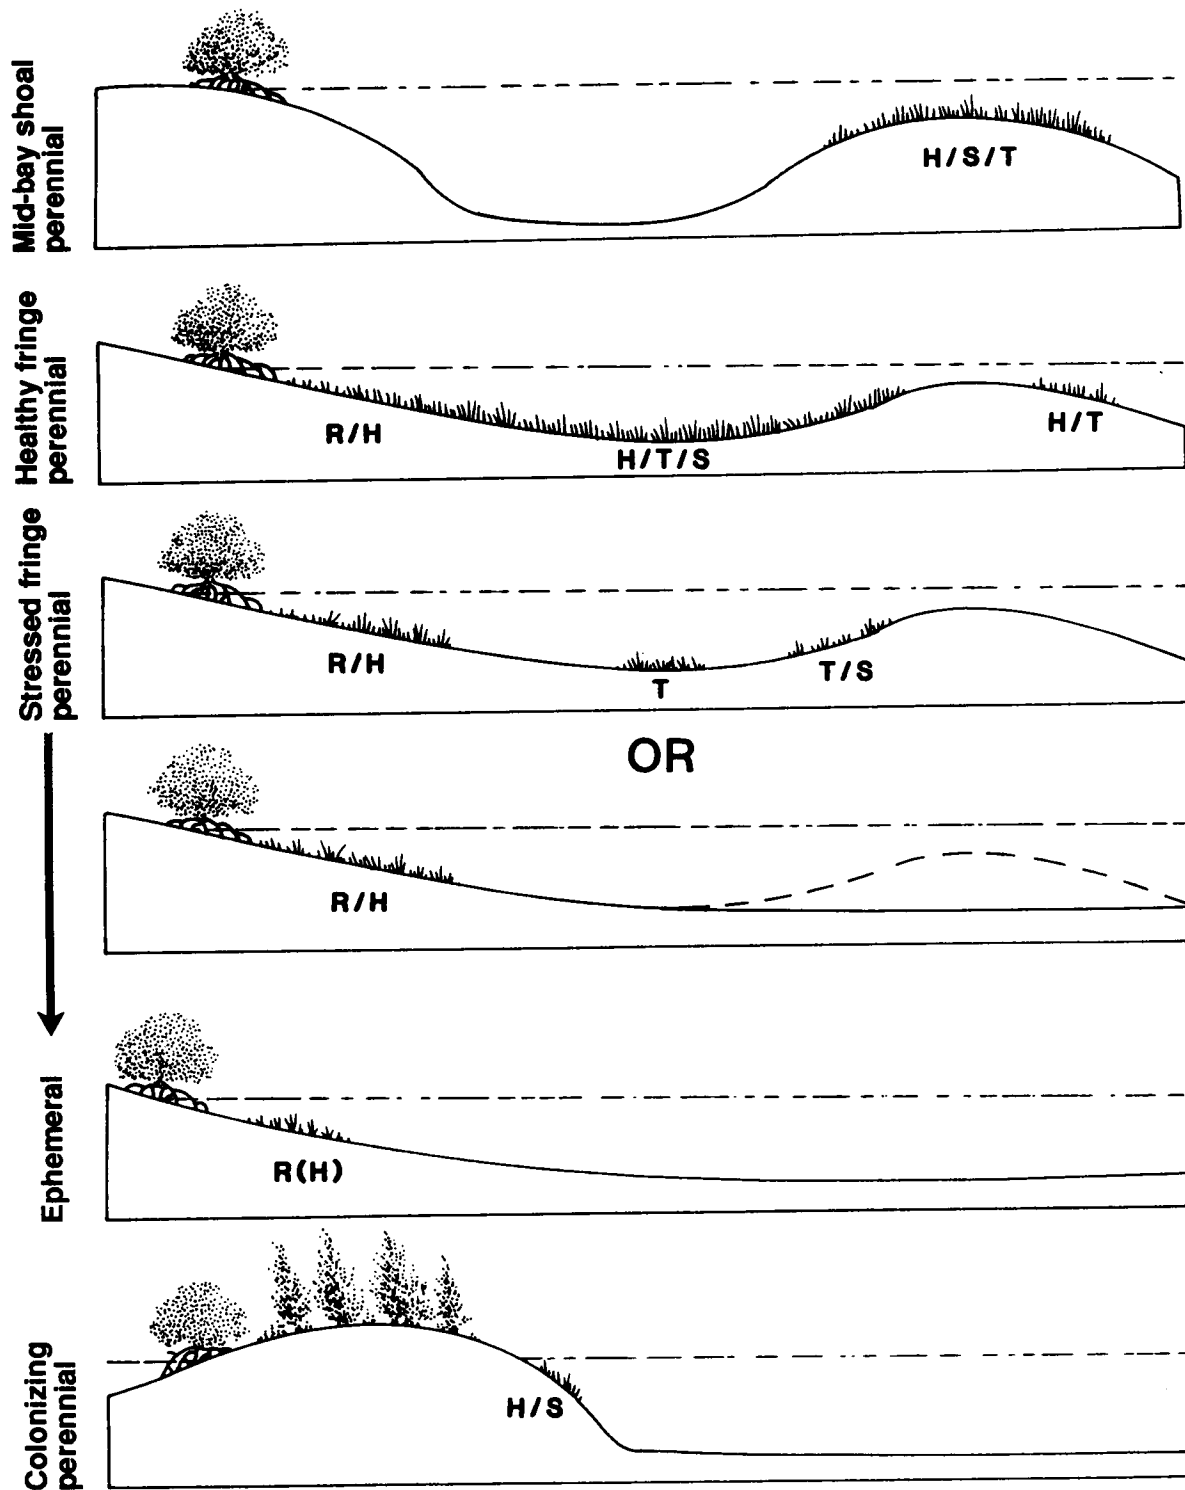 Mid-bay shoal
perennial
H/S/T
Healthy fringe
perennial
R/H
H/T/S
H/T
Stressed fringe
perennial
R/H
T
T/S
OR
R/H
Ephemeral
R(H)
Colonizing
perennial
H/S